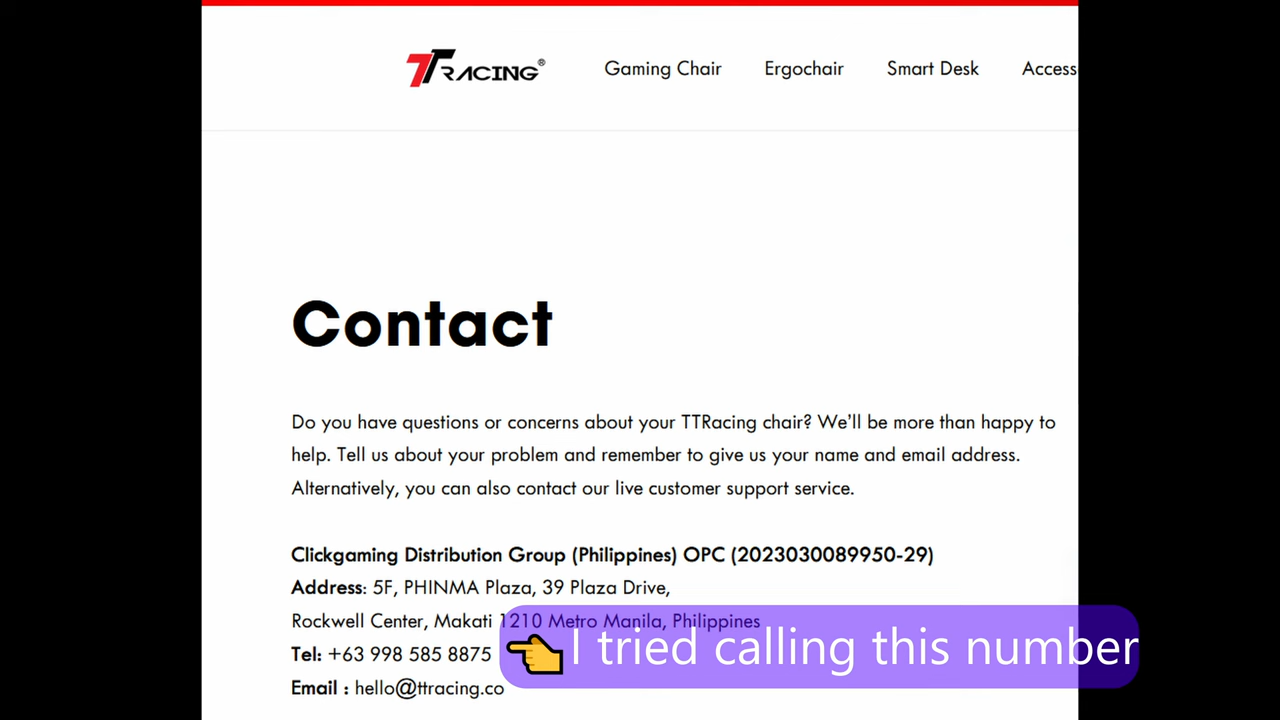 TTRACING®
Gaming Chair
Ergochair
Smart Desk
Access
Contact
Do you have questions or concerns about your TTRacing chair? We'll be more than happy to
help. Tell us about your problem and remember to give us your name and email address.
Alternatively, you can also contact our live customer support service.
Clickgaming Distribution Group (Philippines) OPC (2023030089950-29)
Address: 5F, PHINMA Plaza, 39 Plaza Drive,
Rockwell Center, Makati 1210 Metro Manila, Philippines
Tel: +63 998 585 8875
👈I tried calling this number
Email : hello@ttracing.co